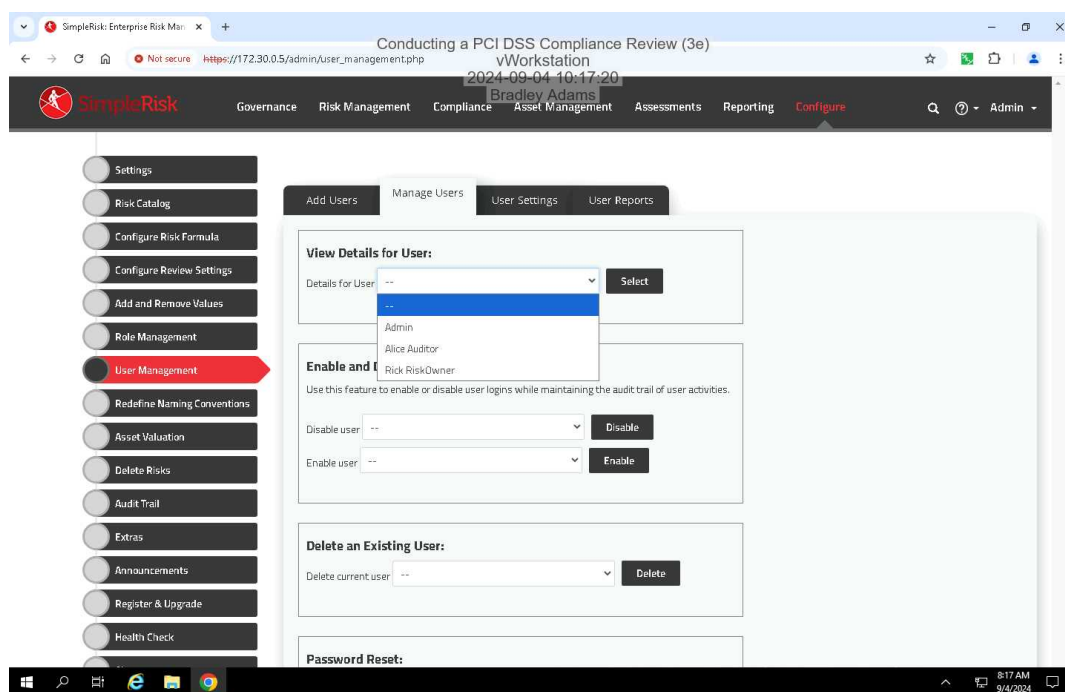 SimpleRisk: Enterprise Risk Man
Not secure https://172.30.0.5/admin/user_management.php
Conducting a PCI DSS Compliance Review (3e)
vWorkstation
2024-09-04 10:17:20
Bradley Adams
SimpleRisk
Governance Risk Management Compliance Asset Management Assessments Reporting Configure Admin
Settings
Risk Catalog
Configure Risk Formula
Configure Review Settings
Add and Remove Values
Role Management
User Management
Redefine Naming Conventions
Asset Valuation
Delete Risks
Audit Trail
Extras
Announcements
Register & Upgrade
Health Check
Add Users Manage Users User Settings User Reports
View Details for User:
Details for User -- Select
--
Admin
Alice Auditor
Rick RiskOwner
Enable and
Use this feature to enable or disable user logins while maintaining the audit trail of user activities.
Disable user -- Disable
Enable user -- Enable
Delete an Existing User:
Delete current user -- Delete
Password Reset:
8:17 AM
9/4/2024